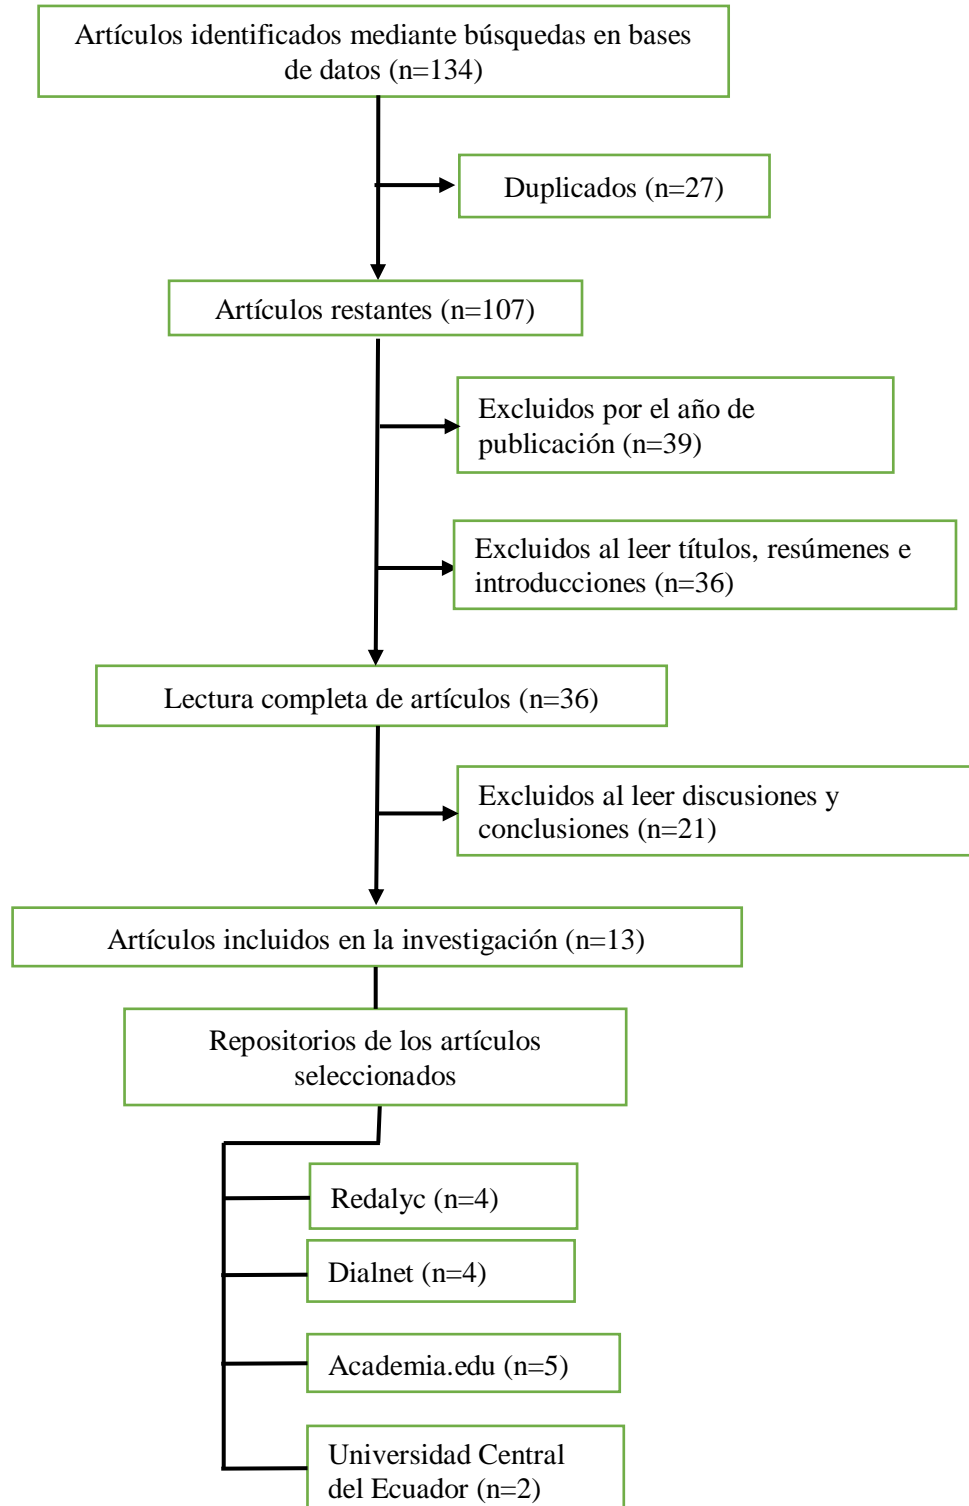 Artículos identificados mediante búsquedas en bases
de datos (n=134)
Duplicados (n=27)
Artículos restantes (n=107)
Excluidos por el año de
publicación (n=39)
Excluidos al leer títulos, resúmenes e
introducciones (n=36)
Lectura completa de artículos (n=36)
Excluidos al leer discusiones y
conclusiones (n=21)
Artículos incluidos en la investigación (n=13)
Repositorios de los artículos
seleccionados
Redalyc (n=4)
Dialnet (n=4)
Academia.edu (n=5)
Universidad Central
del Ecuador (n=2)